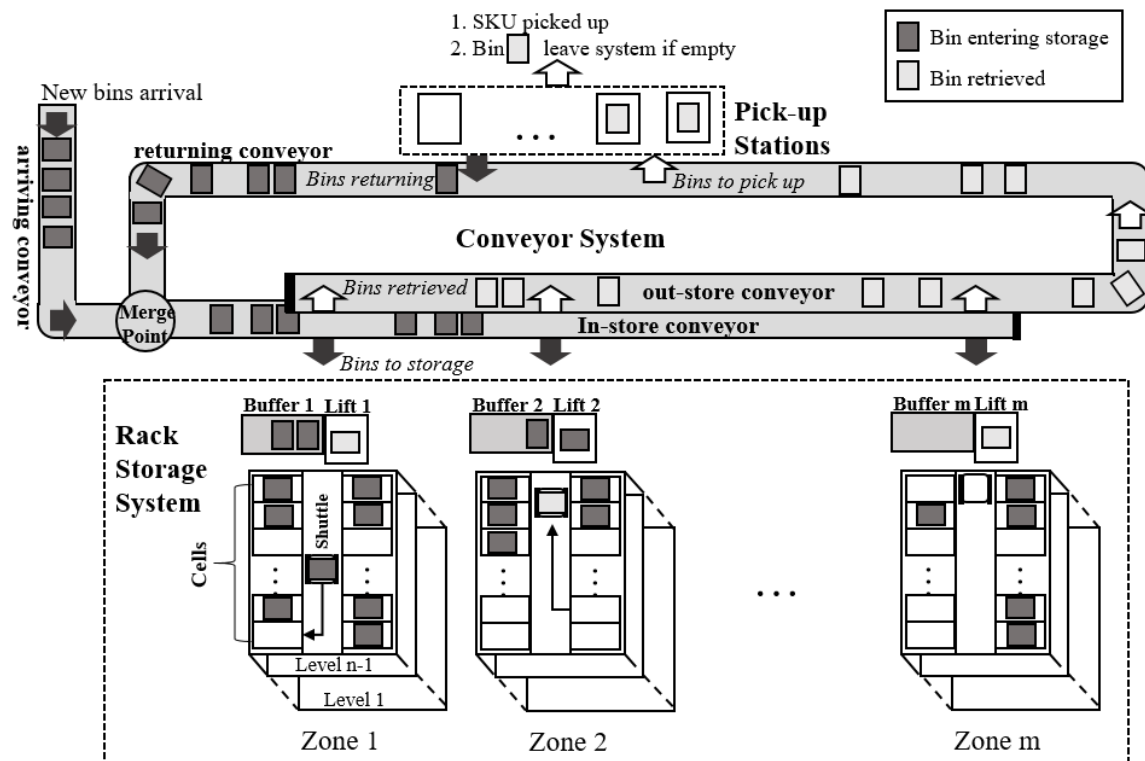 1. SKU picked up
2. Bin leave system if empty
Bin entering storage
Bin retrieved
New bins arrival
Pick-up
Stations
...
returning conveyor
arriving conveyor
Bins returning
Bins to pick up
Conveyor System
Bins retrieved
out-store conveyor
Merge
Point
In-store conveyor
Bins to storage
Rack
Storage
System
Buffer 1
Lift 1
Buffer 2
Lift 2
Buffer m
Lift m
Cells
Shuttle
...
Level n-1
Level 1
Zone 1
Zone 2
Zone m